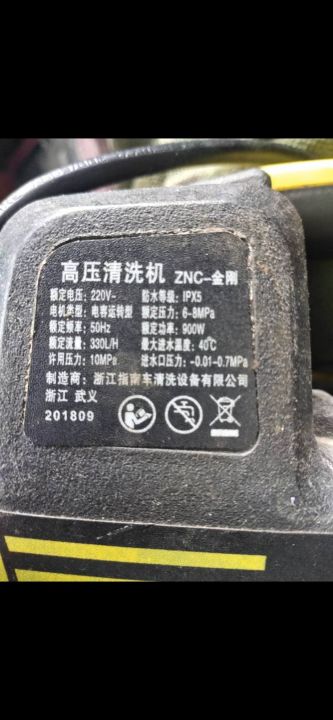 高压清洗机 ZNC-金刚
额定电压: 220V~ 防水等级: IPX5
电机类型: 电容运转型 额定压力: 6-8MPa
额定频率: 50Hz 额定功率: 900W
额定流量: 330L/H 最大进水温度: 40℃
许用压力: 10MPa 进水口压力: -0.01-0.7MPa
制造商: 浙江指南车清洗设备有限公司
浙江 武义
201809